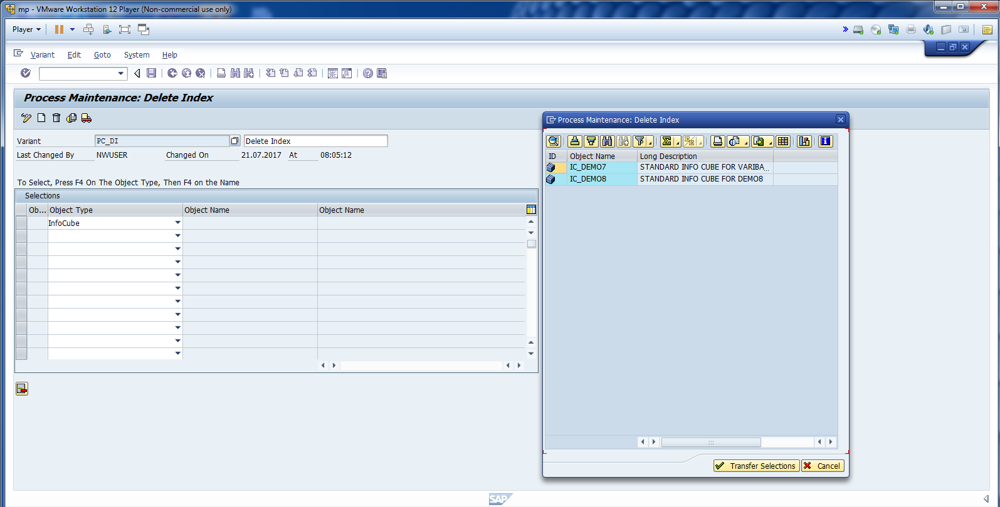 mp - VMware Workstation 12 Player (Non-commercial use only)
Player
Variant Edit Goto System Help
Process Maintenance: Delete Index
Variant PC_DI Delete Index
Last Changed By NWUSER Changed On 21.07.2017 At 08:05:12
To Select, Press F4 On The Object Type, Then F4 on the Name
Selections
Ob... Object Type Object Name Object Name
InfoCube
Process Maintenance: Delete Index
ID Object Name Long Description
IC_DEMO7 STANDARD INFO CUBE FOR VARIBA...
IC_DEMO8 STANDARD INFO CUBE FOR DEMO8
Transfer Selections Cancel
SAP